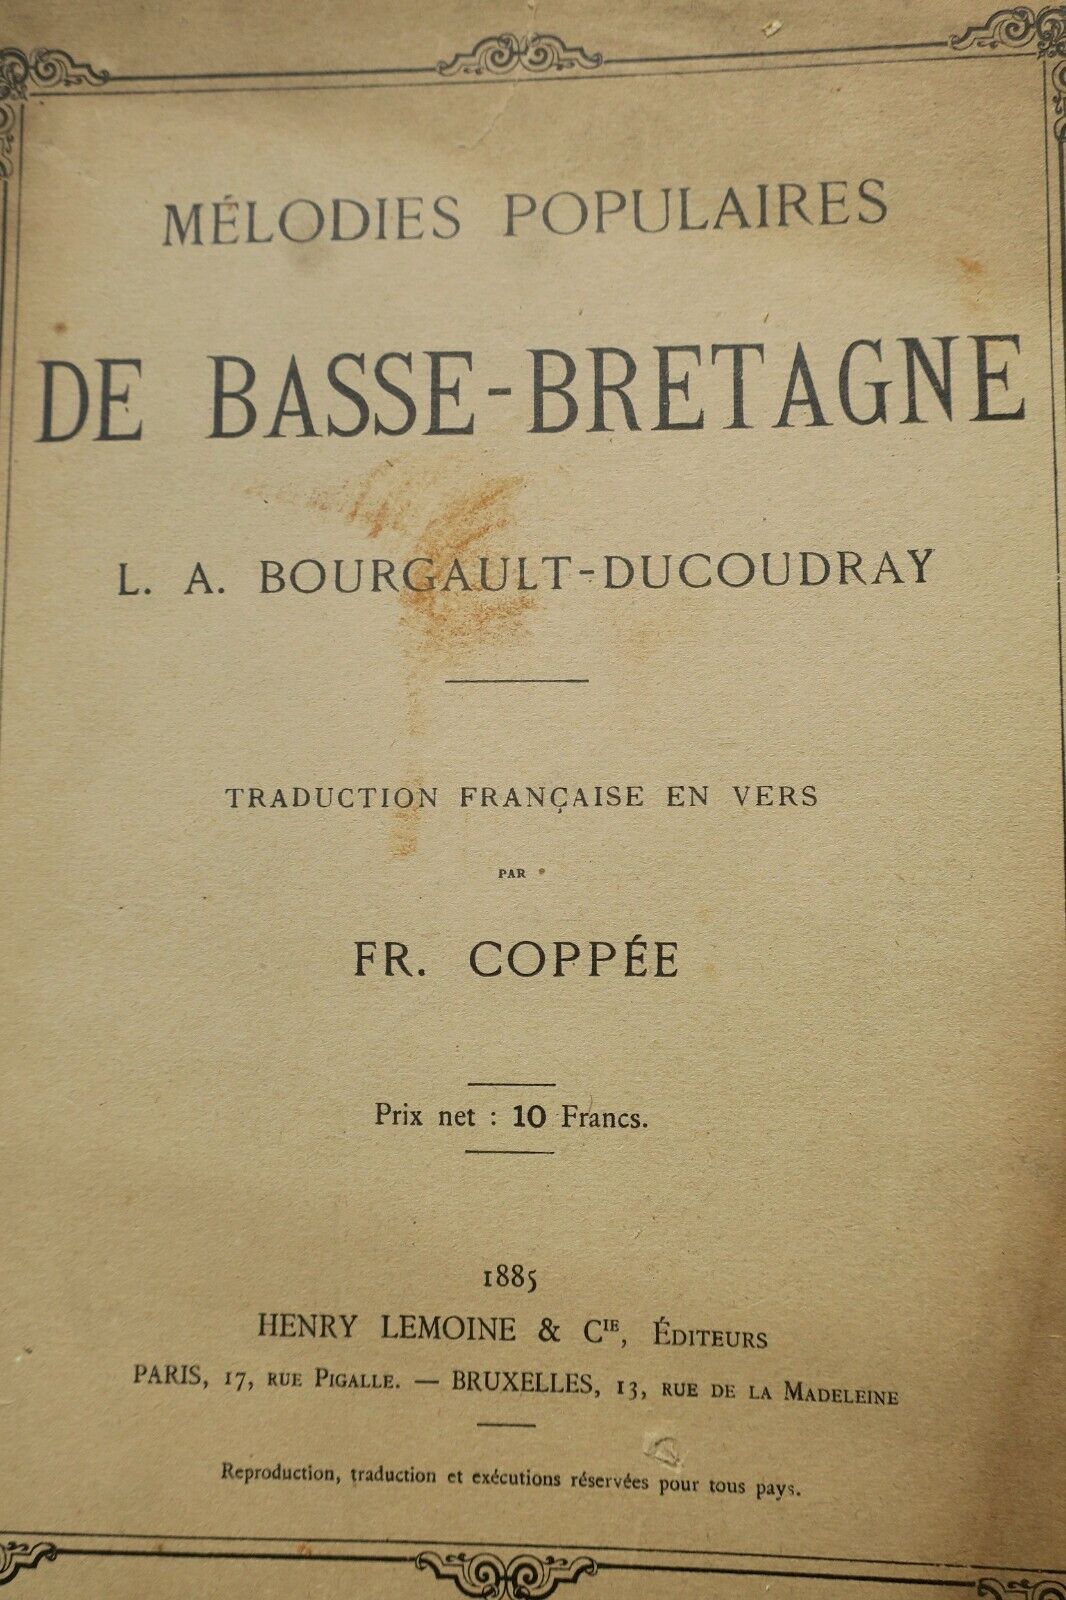 MÉLODIES POPULAIRES
DE BASSE-BRETAGNE
L. A. BOURGAULT-DUCOUDRAY
TRADUCTION FRANÇAISE EN VERS
PAR
FR. COPPÉE
Prix net : 10 Francs.
1885
HENRY LEMOINE & CIE, ÉDITEURS
PARIS, 17, RUE PIGALLE. — BRUXELLES, 13, RUE DE LA MADELEINE
Reproduction, traduction et exécutions réservées pour tous pays.